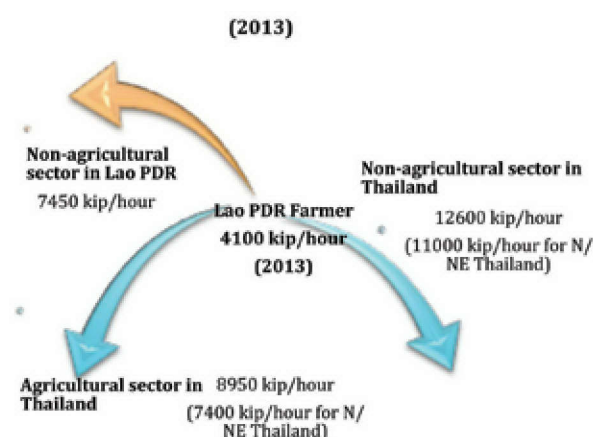 (2013)
Non-agricultural
sector in Lao PDR
7450 kip/hour
Non-agricultural sector in
Thailand
12600 kip/hour
(11000 kip/hour for N/
NE Thailand)
Lao PDR Farmer
4100 kip/hour
(2013)
Agricultural sector in
Thailand
8950 kip/hour
(7400 kip/hour for N/
NE Thailand)